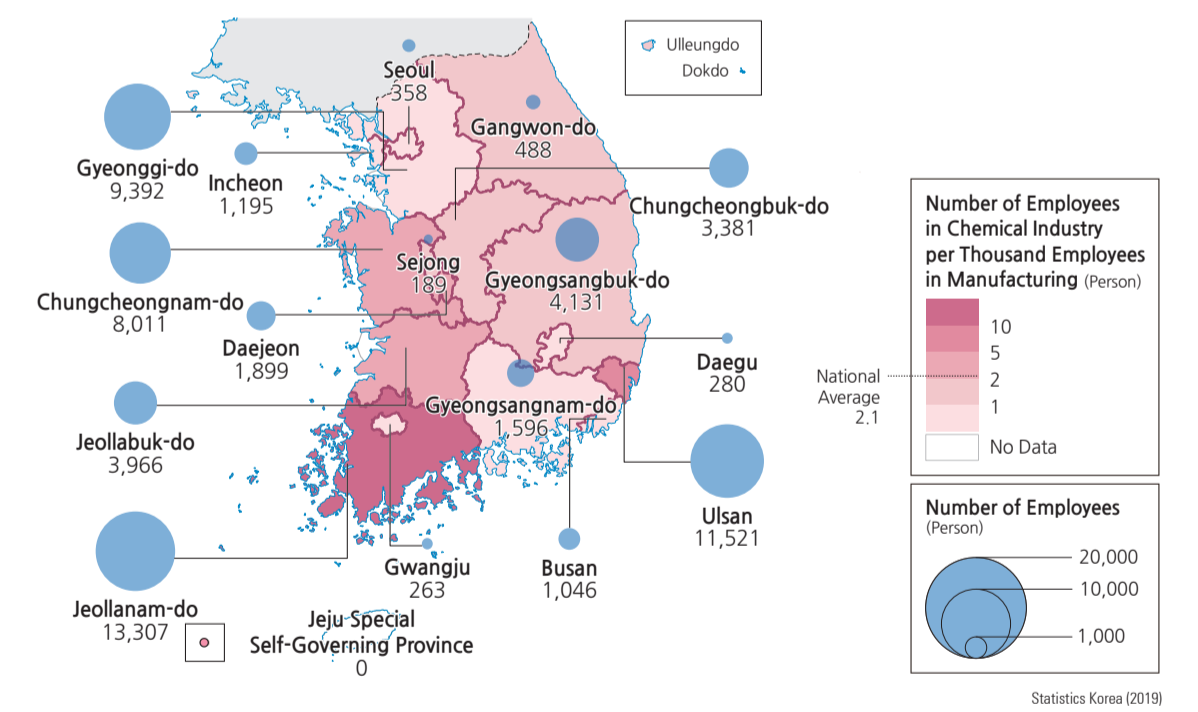 Ulleungdo
Dokdo
Seoul
358
Gangwon-do
488
Gyeonggi-do
9,392
Incheon
1,195
Chungcheongbuk-do
3,381
Chungcheongnam-do
8,011
Sejong
189
Gyeongsangbuk-do
4,131
Daejeon
1,899
Daegu
280
Jeollabuk-do
3,966
Gyeongsangnam-do
1,596
Ulsan
11,521
Jeollanam-do
13,307
Gwangju
263
Busan
1,046
Jeju Special
Self-Governing Province
0
Number of Employees
in Chemical Industry
per Thousand Employees
in Manufacturing (Person)
10
5
2
1
No Data
National
Average
2.1
Number of Employees
(Person)
20,000
10,000
1,000
Statistics Korea (2019)